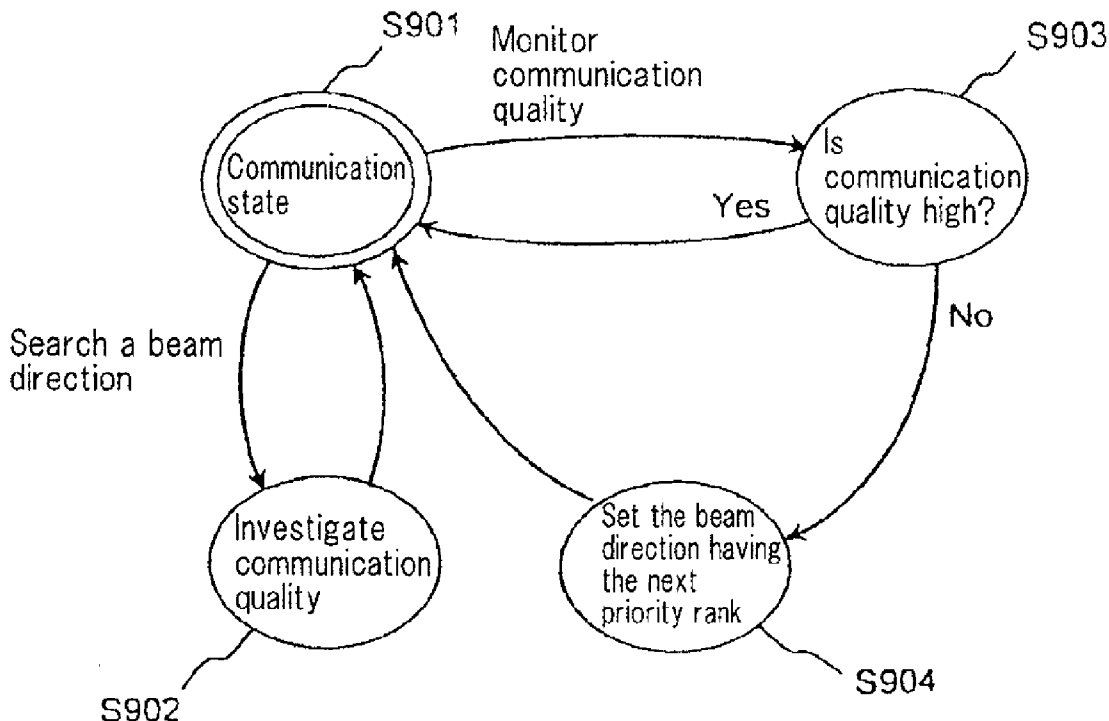 S901
Monitor
communication
quality
S903
Communication
state
Is
communication
quality high?
Yes
No
Search a beam
direction
Investigate
communication
quality
Set the beam
direction having
the next
priority rank
S902
S904